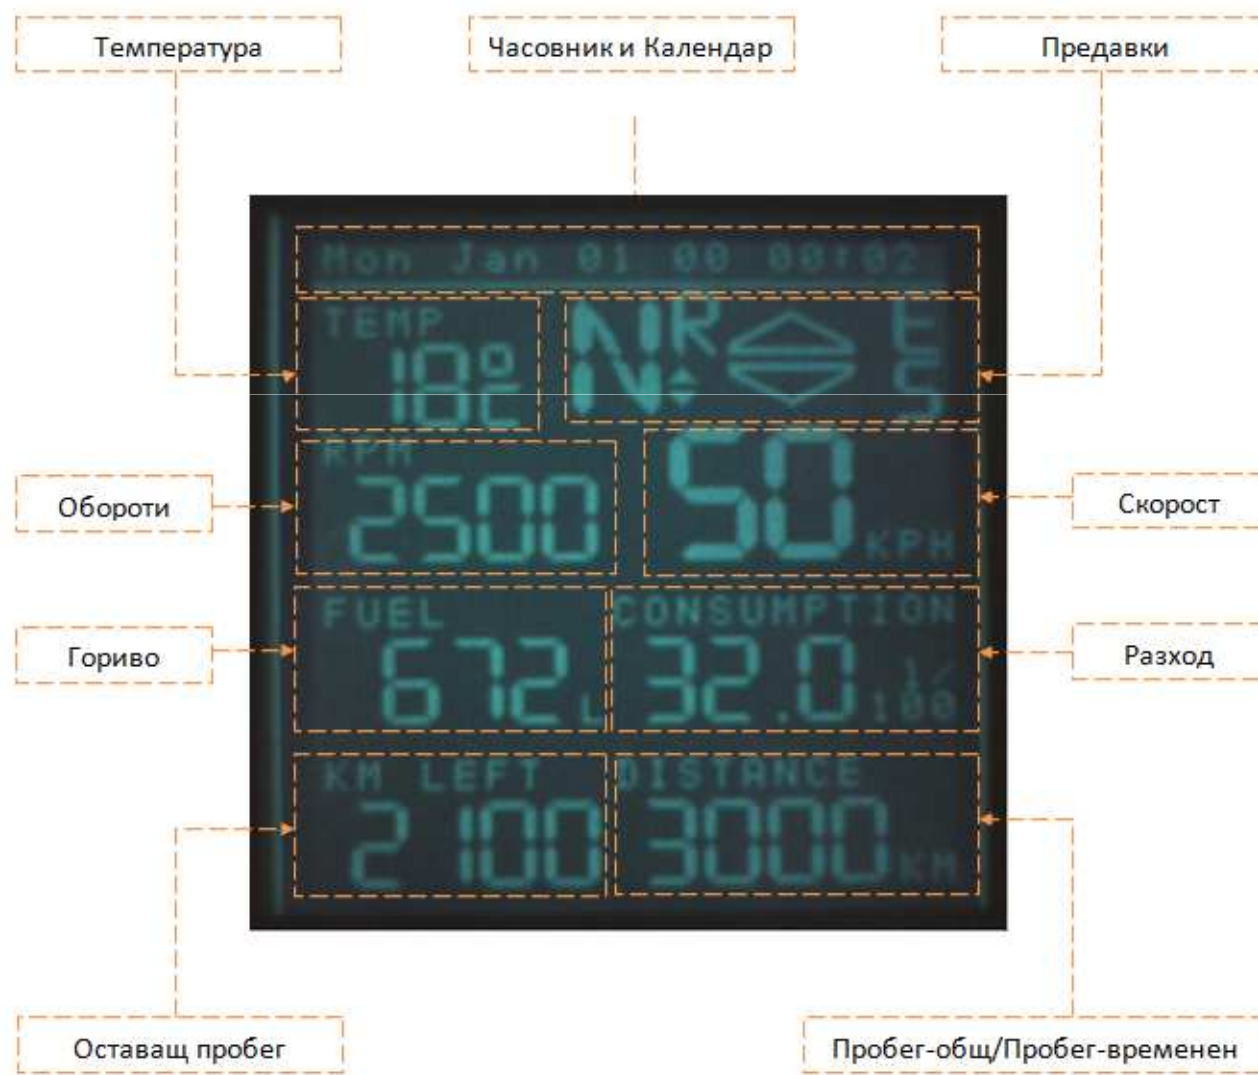 Температура
Часовник и Календар
Предавки
Mon Jan 01 00 00:02
TEMP
18°C
N R
N
E
S
RPM
2500
50 KPH
Обороти
Скорост
FUEL
672 L
CONSUMPTION
32.0 1/100
Гориво
Разход
KM LEFT
2100
DISTANCE
3000 KM
Оставащ пробег
Пробег-общ/Пробег-временен